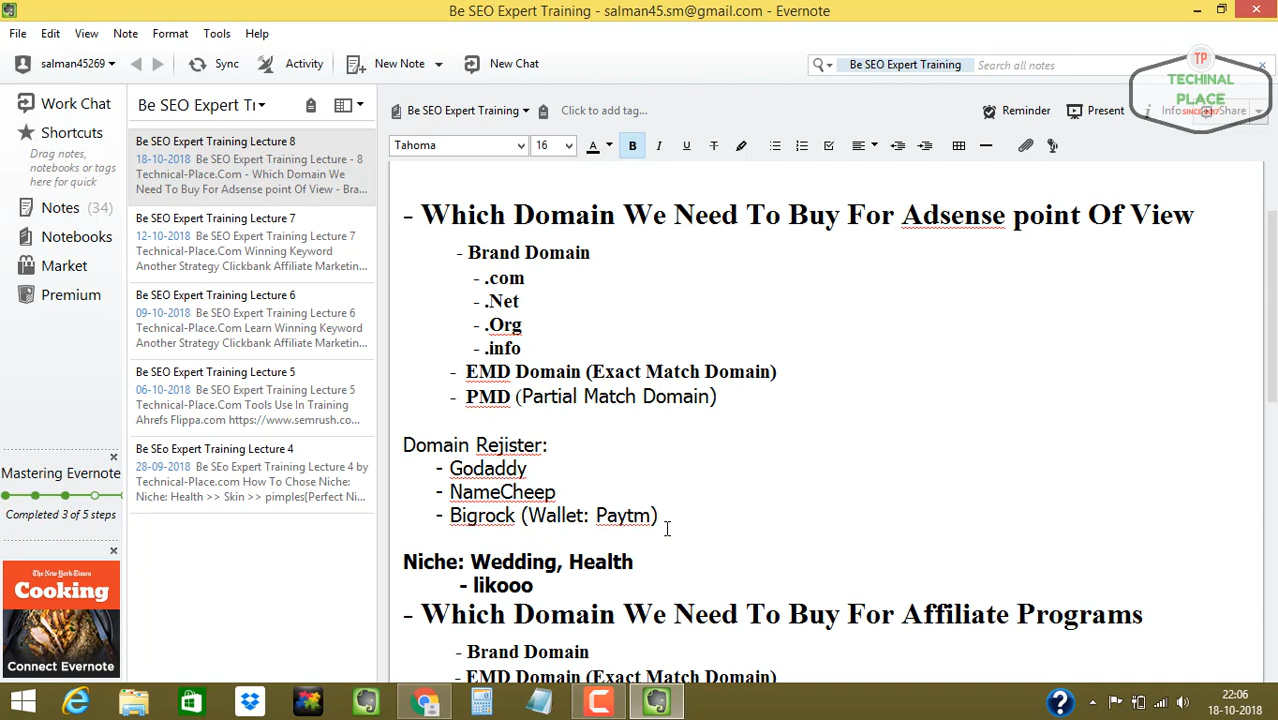 Be SEO Expert Training - salman45.sm@gmail.com - Evernote
File Edit View Note Format Tools Help
salman45269 Sync Activity New Note New Chat Be SEO Expert Training Search all notes
TP
TECHINAL
PLACE
SINCE 2017
Work Chat
Shortcuts
Drag notes,
notebooks or tags
here for quick
Notes (34)
Notebooks
Market
Premium
Mastering Evernote
Completed 3 of 5 steps
The New York Times
Cooking
Connect Evernote
Be SEO Expert Tr
Be SEO Expert Training Lecture 8
18-10-2018 Be SEO Expert Training Lecture - 8
Technical-Place.Com - Which Domain We
Need To Buy For Adsense point Of View - Bra...
Be SEO Expert Training Lecture 7
12-10-2018 Be SEO Expert Training Lecture 7
Technical-Place.Com Winning Keyword
Another Strategy Clickbank Affiliate Marketin...
Be SEO Expert Training Lecture 6
09-10-2018 Be SEO Expert Training Lecture 6
Technical-Place.Com Learn Winning Keyword
Another Strategy Clickbank Affiliate Marketin...
Be SEO Expert Training Lecture 5
06-10-2018 Be SEO Expert Training Lecture 5
Technical-Place.Com Tools Use In Training
Ahrefs Flippa.com https://www.semrush.co...
Be SEo Expert Training Lecture 4
28-09-2018 Be SEo Expert Training Lecture 4 by
Technical-Place.com How To Chose Niche:
Niche: Health >> Skin >> pimples(Perfect Ni...
Be SEO Expert Training Click to add tag... Reminder Present Info Share
Tahoma 16 A B I U T
- Which Domain We Need To Buy For Adsense point Of View
- Brand Domain
- .com
- .Net
- .Org
- .info
- EMD Domain (Exact Match Domain)
- PMD (Partial Match Domain)
Domain Rejister:
- Godaddy
- NameCheep
- Bigrock (Wallet: Paytm)
Niche: Wedding, Health
- likooo
- Which Domain We Need To Buy For Affiliate Programs
- Brand Domain
- EMD Domain (Exact Match Domain)
22:06
18-10-2018